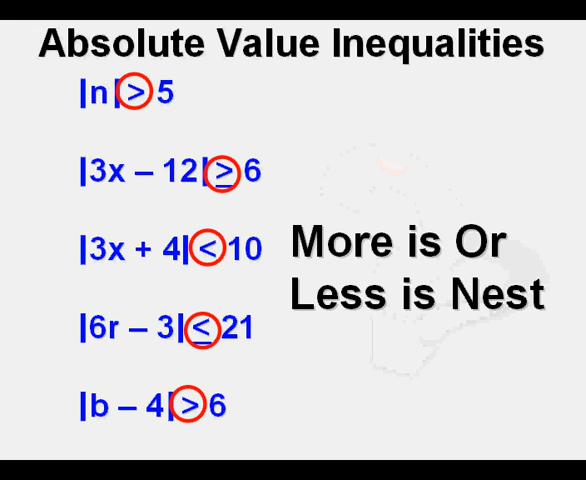 Absolute Value Inequalities
|n| > 5
|3x – 12| ≥ 6
|3x + 4| < 10
More is Or
Less is Nest
|6r – 3| ≤ 21
|b – 4| > 6